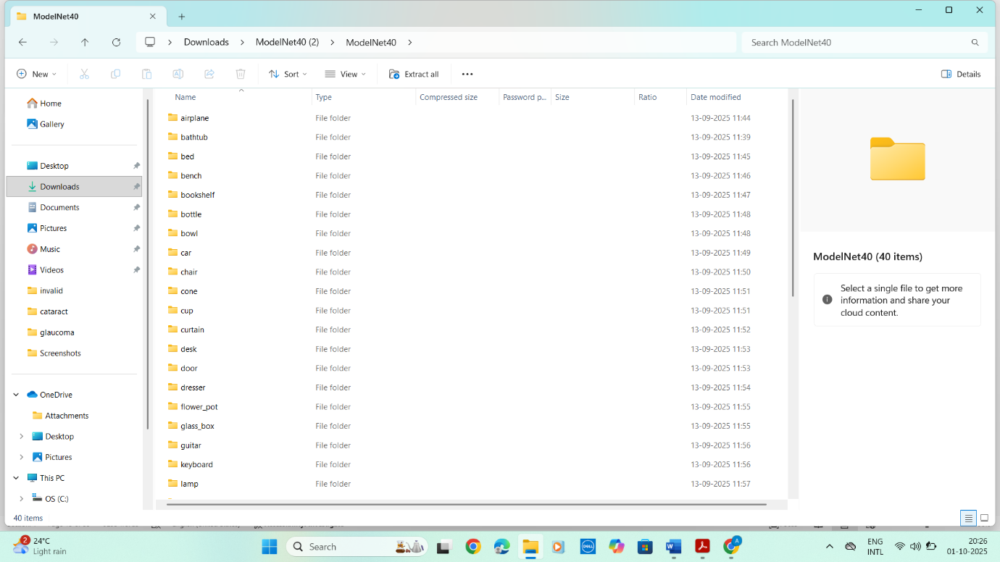 ModelNet40
Downloads > ModelNet40 (2) > ModelNet40 >
Search ModelNet40
New
Sort
View
Extract all
Details
Home
Gallery
Desktop
Downloads
Documents
Pictures
Music
Videos
invalid
cataract
glaucoma
Screenshots
OneDrive
Attachments
Desktop
Pictures
This PC
OS (C:)
Name Type Compressed size Password p... Size Ratio Date modified
airplane File folder 13-09-2025 11:44
bathtub File folder 13-09-2025 11:39
bed File folder 13-09-2025 11:45
bench File folder 13-09-2025 11:46
bookshelf File folder 13-09-2025 11:47
bottle File folder 13-09-2025 11:48
bowl File folder 13-09-2025 11:48
car File folder 13-09-2025 11:49
chair File folder 13-09-2025 11:50
cone File folder 13-09-2025 11:51
cup File folder 13-09-2025 11:51
curtain File folder 13-09-2025 11:52
desk File folder 13-09-2025 11:53
door File folder 13-09-2025 11:53
dresser File folder 13-09-2025 11:54
flower_pot File folder 13-09-2025 11:55
glass_box File folder 13-09-2025 11:55
guitar File folder 13-09-2025 11:56
keyboard File folder 13-09-2025 11:56
lamp File folder 13-09-2025 11:57
ModelNet40 (40 items)
Select a single file to get more
information and share your
cloud content.
40 items
2
24°C
Light rain
Search
DELL
A
ENG
INTL
20:26
01-10-2025